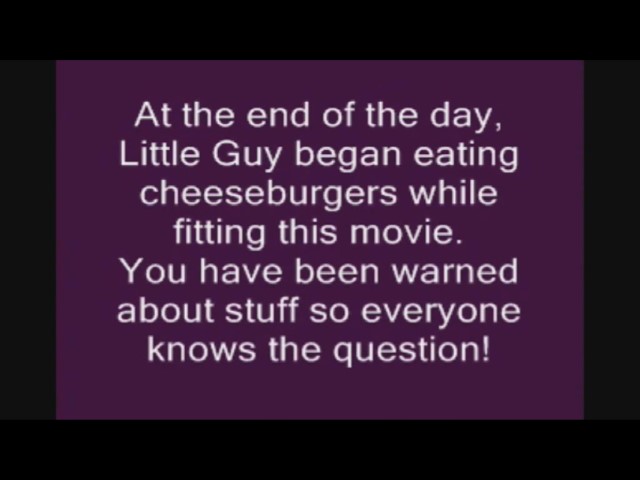 At the end of the day,
Little Guy began eating
cheeseburgers while
fitting this movie.
You have been warned
about stuff so everyone
knows the question!